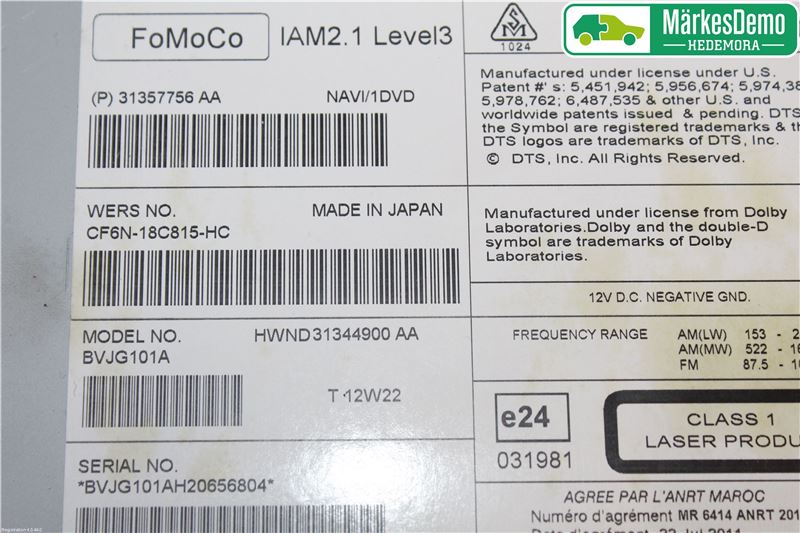 FoMoCo
IAM2.1 Level3
(P) 31357756 AA
NAVI/1DVD
WERS NO.
MADE IN JAPAN
CF6N-18C815-HC
MODEL NO.
HWND31344900 AA
BVJG101A
T·12W22
SERIAL NO.
*BVJG101AH20656804*
SM
1024
MärkesDemo
HEDEMORA
Manufactured under license under U.S.
Patent #' s: 5,451,942; 5,956,674; 5,974,38
5,978,762; 6,487,535 & other U.S. and
worldwide patents issued & pending. DTS
the Symbol are registered trademarks & th
DTS logos are trademarks of DTS, Inc.
© DTS, Inc. All Rights Reserved.
Manufactured under license from Dolby
Laboratories.Dolby and the double-D
symbol are trademarks of Dolby
Laboratories.
12V D.C. NEGATIVE GND.
FREQUENCY RANGE
AM(LW) 153 - 2
AM(MW) 522 - 16
FM 87.5 - 10
e24
031981
CLASS 1
LASER PRODU
AGREE PAR L'ANRT MAROC
Numéro d'agrément MR 6414 ANRT 201